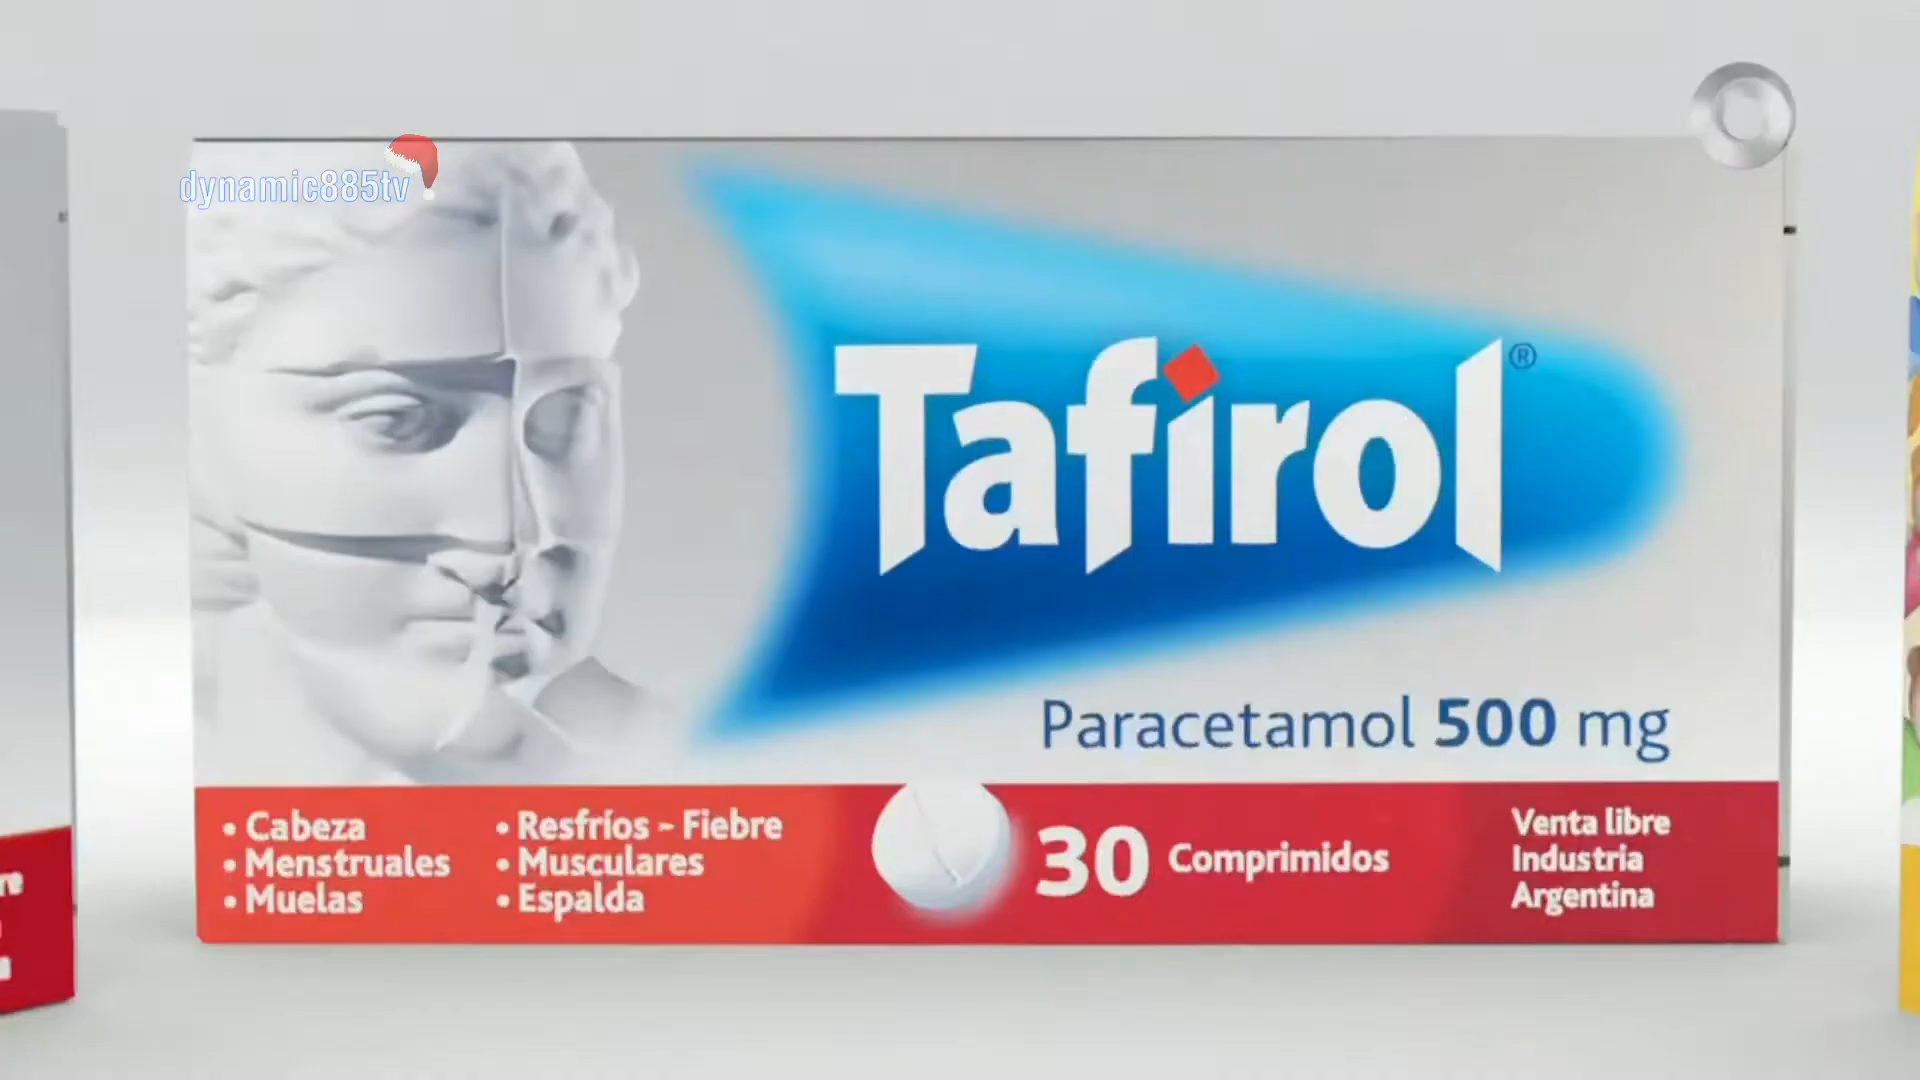 dynamic885tv
Tafirol®
Paracetamol 500 mg
• Cabeza
• Menstruales
• Muelas
• Resfríos - Fiebre
• Musculares
• Espalda
30 Comprimidos
Venta libre
Industria
Argentina